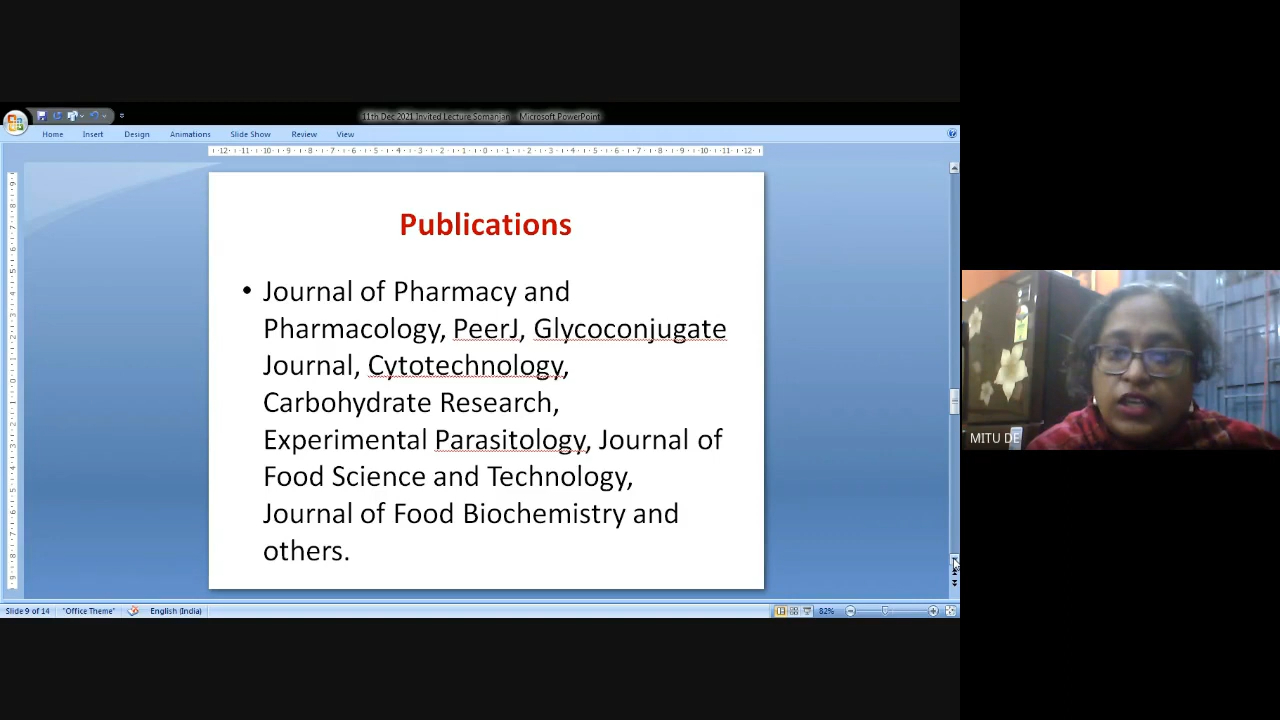 11th Dec 2021 Invited Lecture Somanjan - Microsoft PowerPoint
Home Insert Design Animations Slide Show Review View
Publications
• Journal of Pharmacy and
Pharmacology, PeerJ, Glycoconjugate
Journal, Cytotechnology,
Carbohydrate Research,
Experimental Parasitology, Journal of
Food Science and Technology,
Journal of Food Biochemistry and
others.
MITU DE
Slide 9 of 14 "Office Theme" English (India) 82%